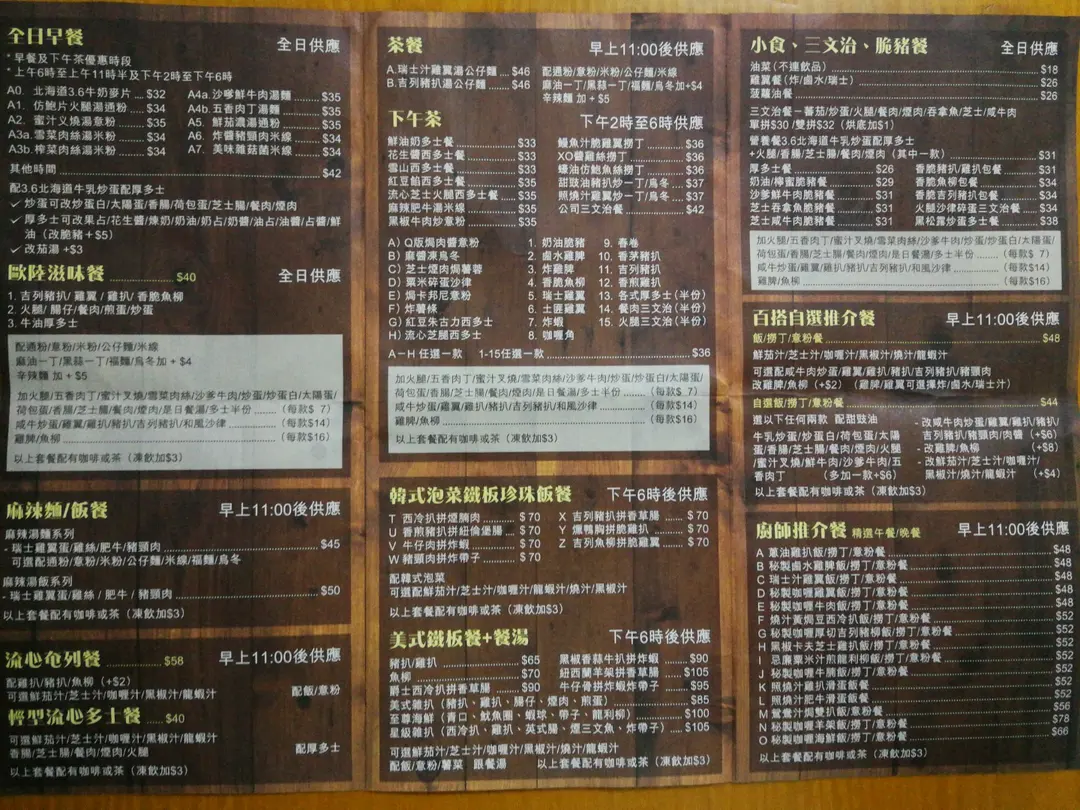 全日早餐 全日供應
*早餐及下午茶優惠時段
*上午6時至上午11時半及下午2時至下午6時
A0. 北海道3.6牛奶麥片 ... $32
A1. 仿鮑片火腿湯通粉 ... $34
A2. 蜜汁义燒湯意粉 ... $35
A3a.雪菜肉絲湯米粉 ... $34
A3b.榨菜肉絲湯米粉 ... $34
A4a.沙爹鮮牛肉湯麵 ... $35
A4b.五香肉丁湯麵 ... $35
A5. 鮮茄濃湯通粉 ... $35
A6. 炸醬豬頸肉米線 ... $34
A7. 美味雜菇菌米線 ... $34
其他時間 ... $42
配3.6北海道牛乳炒蛋配厚多士
✓ 炒蛋可改炒蛋白/太陽蛋/香腸/荷包蛋/芝士腸/餐肉/煙肉
✓ 厚多士可改果占/花生醬/煉奶/奶油/奶占/奶醬/油占/油醬/占醬/鮮油(改脆豬+$5)
✓ 改茄湯 +$3
歐陸滋味餐 ... $40 全日供應
1. 吉列豬扒/ 雞翼/ 雞扒/ 香脆魚柳
2. 火腿/ 腸仔/ 餐肉/煎蛋/炒蛋
3. 牛油厚多士
配通粉/意粉/米粉/公仔麵/米線
麻油一丁/黑蒜一丁/福麵/烏冬加 + $4
辛辣麵 加 + $5
加火腿/五香肉丁/蜜汁叉燒/雪菜肉絲/沙爹牛肉/炒蛋/炒蛋白/太陽蛋/
荷包蛋/香腸/芝士腸/餐肉/煙肉/是日餐湯/多士半份 ... (每款$ 7)
咸牛炒蛋/雞翼/雞扒/豬扒/吉列豬扒/和風沙律 ... (每款$14)
雞脾/魚柳 ... (每款$16)
以上套餐配有咖啡或茶(凍飲加$3)
麻辣麵/飯餐 早上11:00後供應
麻辣湯麵系列
- 瑞士雞翼蛋/雞絲/肥牛/豬頸肉 ... $45
可選配通粉/意粉/米粉/公仔麵/米線/福麵/烏冬
麻辣湯飯系列
- 瑞士雞翼蛋/雞絲 / 肥牛 / 豬頸肉 ... $50
以上套餐配有咖啡或茶(凍飲加$3)
流心奄列餐 ... $58 早上11:00後供應
配雞扒/豬扒/魚柳(+$2)
可選鮮茄汁/芝士汁/咖喱汁/黑椒汁/龍蝦汁 配飯/意粉
輕型流心多士餐 ... $40
可選鮮茄汁/芝士汁/咖喱汁/黑椒汁/龍蝦汁
香腸/芝士腸/餐肉/煙肉/火腿 配厚多士
以上套餐配有咖啡或茶(凍飲加$3)
茶餐 早上11:00後供應
A.瑞士汁雞翼湯公仔麵 ... $46
B.吉列豬扒湯公仔麵 ... $46
配通粉/意粉/米粉/公仔麵/米線
麻油一丁/黑蒜一丁/福麵/烏冬加+$4
辛辣麵 加 + $5
下午茶 下午2時至6時供應
鮮油奶多士餐 ... $33
花生醬西多士餐 ... $33
雪山西多士餐 ... $33
紅豆餡西多士餐 ... $35
流心芝士火腿西多士餐 ... $35
麻辣肥牛湯米線 ... $35
黑椒牛肉炒意粉 ... $35
鰻魚汁脆雞翼撈丁 ... $36
XO醬雞絲撈丁 ... $36
蠔油仿鮑魚絲撈丁 ... $36
甜豉油豬扒炒一丁/烏冬 ... $37
照燒汁雞翼炒一丁/烏冬 ... $37
公司三文治餐 ... $42
A) Q版焗肉醬意粉
B) 麻醬凍烏冬
C) 芝士煙肉焗薯蓉
D) 粟米碎蛋沙律
E) 焗卡邦尼意粉
F) 炸薯條
G) 紅豆朱古力西多士
H) 流心芝腿西多士
1. 奶油脆豬
2. 鹵水雞脾
3. 炸雞脾
4. 香脆魚柳
5. 瑞士雞翼
6. 土匪雞翼
7. 炸蝦
8. 咖喱角
9. 春卷
10. 香茅豬扒
11. 吉列豬扒
12. 香煎雞扒
13. 各式厚多士(半份)
14. 餐肉三文治(半份)
15. 火腿三文治(半份)
A－H 任選一款 1-15任選一款 ... $36
加火腿/五香肉丁/蜜汁叉燒/雪菜肉絲/沙爹牛肉/炒蛋/炒蛋白/太陽蛋/
荷包蛋/香腸/芝士腸/餐肉/煙肉/是日餐湯/多士半份 ... (每款$ 7)
咸牛炒蛋/雞翼/雞扒/豬扒/吉列豬扒/和風沙律 ... (每款$14)
雞脾/魚柳 ... (每款$16)
以上套餐配有咖啡或茶(凍飲加$3)
韓式泡菜鐵板珍珠飯餐 下午6時後供應
T 西冷扒拼煙腩肉 ... $ 70
U 香煎豬扒拼紐倫堡腸 ... $ 70
V 牛仔肉拼炸蝦 ... $ 70
W 豬頸肉拼炸帶子 ... $ 70
X 吉列豬扒拼香草腸 ... $ 70
Y 燻鴨胸拼脆雞扒 ... $ 70
Z 吉列魚柳拼脆雞翼 ... $ 70
配韓式泡菜
可選配鮮茄汁/芝士汁/咖喱汁/龍蝦汁/燒汁/黑椒汁
以上套餐配有咖啡或茶(凍飲加$3)
美式鐵板餐+餐湯 下午6時後供應
豬扒/雞扒 ... $65
魚柳 ... $70
爵士西冷扒拼香草腸 ... $90
黑椒香蒜牛扒拼炸蝦 ... $90
紐西蘭羊架拼香草腸 ... $105
牛仔骨拼炸蝦炸帶子 ... $95
美式雜扒(豬扒、雞扒、腸仔、煙肉、煎蛋) ... $85
至尊海鮮(青口、魷魚圈、蝦球、帶子、龍利柳) ... $100
星級雜扒(西冷扒、雞扒、英式腸、煙三文魚、炸帶子) ... $105
可選鮮茄汁/芝士汁/咖喱汁/黑椒汁/燒汁/龍蝦汁
配飯/意粉/薯菜 跟餐湯 以上套餐配有咖啡或茶(凍飲加$3)
小食、三文治、脆豬餐 全日供應
油菜(不連飲品) ... $18
雞翼餐(炸/鹵水/瑞士) ... $26
菠蘿油餐 ... $26
三文治餐－蕃茄/炒蛋/火腿/餐肉/煙肉/吞拿魚/芝士/咸牛肉
單拼$30 /雙拼$32(烘底加$1)
營養餐3.6北海道牛乳炒蛋配厚多士
+火腿/香腸/芝士腸/餐肉/煙肉(其中一款) ... $31
厚多士餐 ... $26
奶油/檸蜜脆豬餐 ... $29
沙爹鮮牛肉脆豬餐 ... $31
芝士吞拿魚脆豬餐 ... $31
芝士咸牛肉脆豬餐 ... $31
香脆豬扒/雞扒包餐 ... $31
香脆魚柳包餐 ... $34
香脆吉列豬扒包餐 ... $31
火腿沙律碎蛋三文治餐 ... $34
黑松露炒蛋多士餐 ... $38
加火腿/五香肉丁/蜜汁叉燒/雪菜肉絲/沙爹牛肉/炒蛋/炒蛋白/太陽蛋/
荷包蛋/香腸/芝士腸/餐肉/煙肉/是日餐湯/多士半份 ... (每款$ 7)
咸牛炒蛋/雞翼/雞扒/豬扒/吉列豬扒/和風沙律 ... (每款$14)
雞脾/魚柳 ... (每款$16)
百搭自選推介餐 早上11:00後供應
飯/撈丁/意粉餐 ... $48
鮮茄汁/芝士汁/咖喱汁/黑椒汁/燒汁/龍蝦汁
可選配咸牛肉炒蛋/雞翼/雞扒/豬扒/吉列豬扒/豬頸肉
改雞脾/魚柳(+$2)(雞脾/雞翼可選擇炸/鹵水/瑞士汁)
自選飯/撈丁/意粉餐 ... $44
選以下任何兩款 配甜豉油
牛乳炒蛋/炒蛋白/荷包蛋/太陽
蛋/香腸/芝士腸/餐肉/煙肉/火腿
/蜜汁叉燒/鮮牛肉/沙爹牛肉/五
香肉丁 (多加一款+$6)
- 改咸牛肉炒蛋/雞翼/雞扒/豬扒/
吉列豬扒/豬頸肉/肉醬(+$6)
- 改雞脾/魚柳 (+$8)
- 改鮮茄汁/芝士汁/咖喱汁/
黑椒汁/燒汁/龍蝦汁 (+$4)
以上套餐配有咖啡或茶(凍飲加$3)
廚師推介餐 精選午餐/晚餐 早上11:00後供應
A 蔥油雞扒飯/撈丁/意粉餐 ... $48
B 秘製鹵水雞脾飯/撈丁/意粉餐 ... $48
C 瑞士汁雞翼飯/撈丁/意粉餐 ... $48
D 秘製咖喱雞翼飯/撈丁/意粉餐 ... $48
E 秘製咖喱牛肉飯/撈丁/意粉餐 ... $48
F 燒汁黃焗豆西冷扒飯/撈丁/意粉餐 ... $52
G 秘製咖喱厚切吉列豬柳飯/撈丁/意粉餐 ... $52
H 黑椒卡夫芝士雞扒飯/撈丁/意粉餐 ... $52
I 忌廉粟米汁煎龍利柳飯/撈丁/意粉餐 ... $52
J 秘製咖喱牛腩飯/撈丁/意粉餐 ... $52
K 照燒汁雞扒滑蛋飯餐 ... $52
L 照燒汁肥牛滑蛋飯餐 ... $52
M 鴛鴦汁焗雙扒飯/撈丁/意粉餐 ... $56
N 秘製咖喱羊架飯/撈丁/意粉餐 ... $78
O 秘製咖喱海鮮飯/撈丁/意粉餐 ... $66
以上套餐配有咖啡或茶(凍飲加$3)